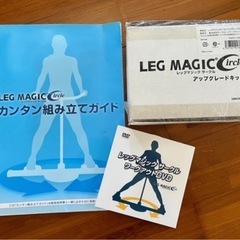 LEG MAGIC Circle
カンタン組み立てガイド
LEG MAGIC Circle
レッグマジック サークル
アップグレードキッ
DVD
レッグマジック サークル
ワークアウトDVD
LEG MAGIC Circle